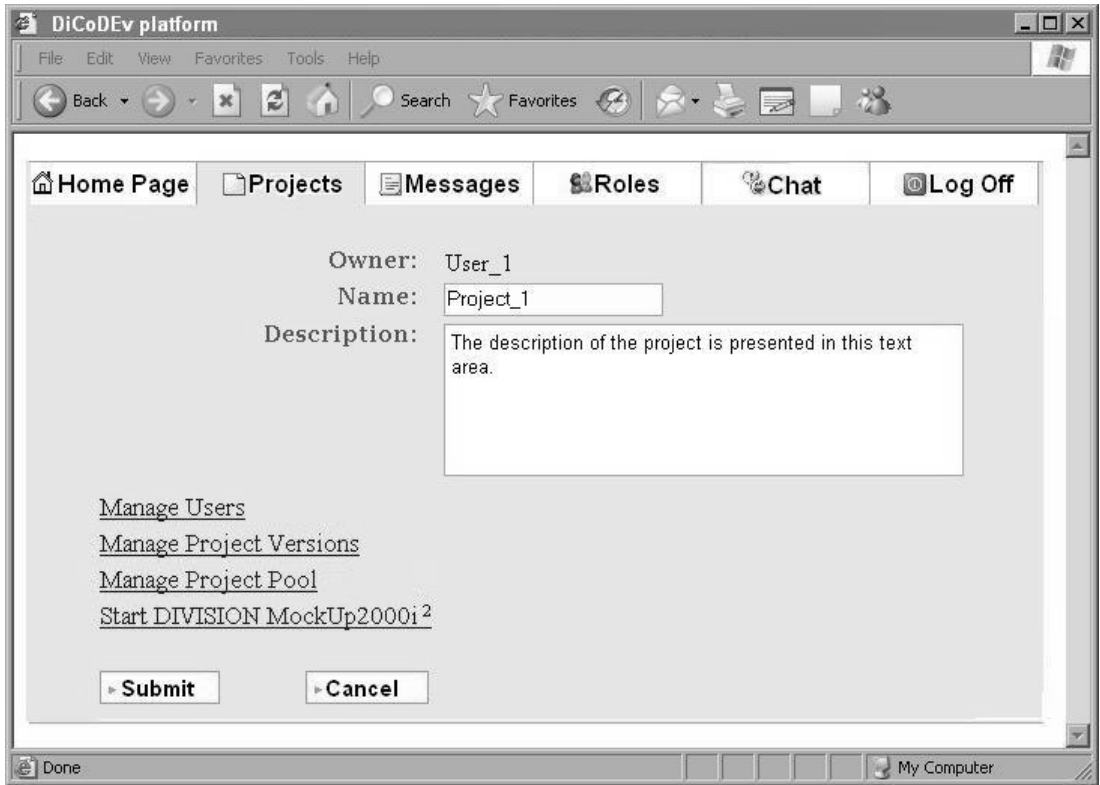 DiCoDEv platform
File Edit View Favorites Tools Help
Back Search Favorites
Home Page Projects Messages Roles Chat Log Off
Owner: User_1
Name: Project_1
Description: The description of the project is presented in this text
area.
Manage Users
Manage Project Versions
Manage Project Pool
Start DIVISION MockUp2000i²
Submit Cancel
Done My Computer